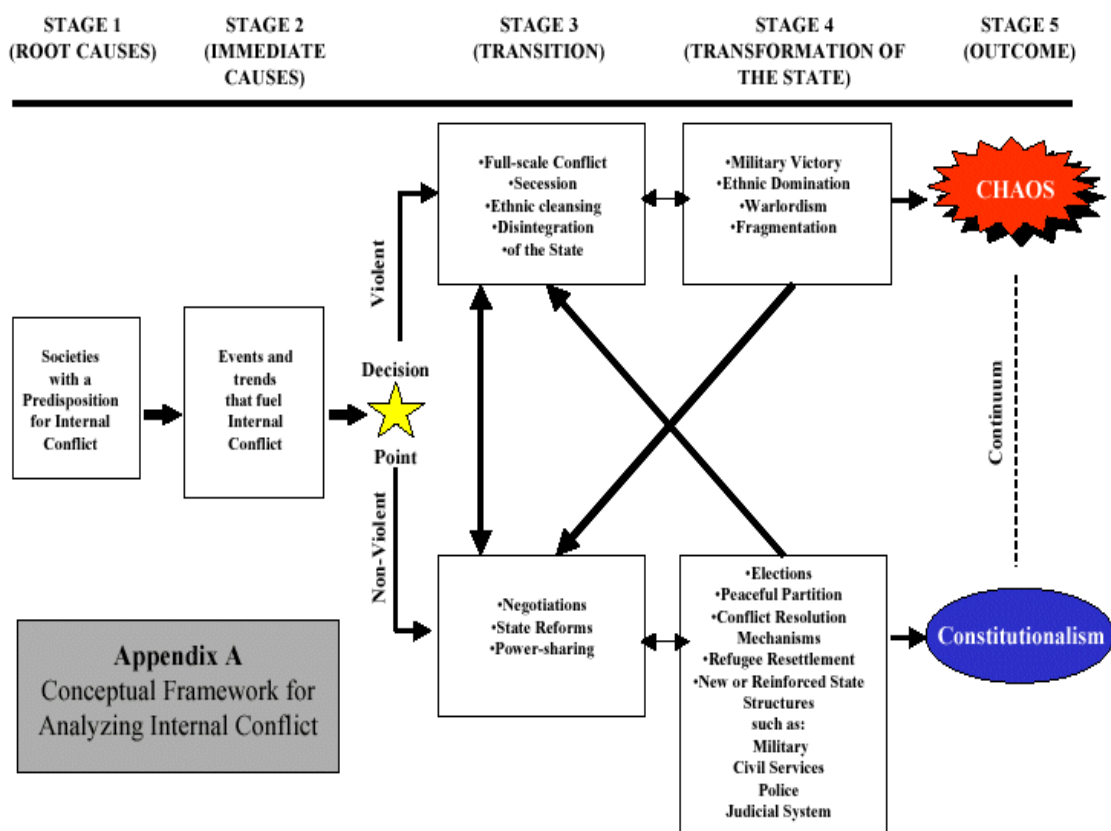 STAGE 1
(ROOT CAUSES)
STAGE 2
(IMMEDIATE
CAUSES)
STAGE 3
(TRANSITION)
STAGE 4
(TRANSFORMATION OF
THE STATE)
STAGE 5
(OUTCOME)
Societies
with a
Predisposition
for Internal
Conflict
Events and
trends
that fuel
Internal
Conflict
Violent
Decision
Point
Non-Violent
•Full-scale Conflict
•Secession
•Ethnic cleansing
•Disintegration
•of the State
•Military Victory
•Ethnic Domination
•Warlordism
•Fragmentation
CHAOS
Continuum
•Negotiations
•State Reforms
•Power-sharing
•Elections
•Peaceful Partition
•Conflict Resolution
Mechanisms
•Refugee Resettlement
•New or Reinforced State
Structures
such as:
Military
Civil Services
Police
Judicial System
Constitutionalism
Appendix A
Conceptual Framework for
Analyzing Internal Conflict